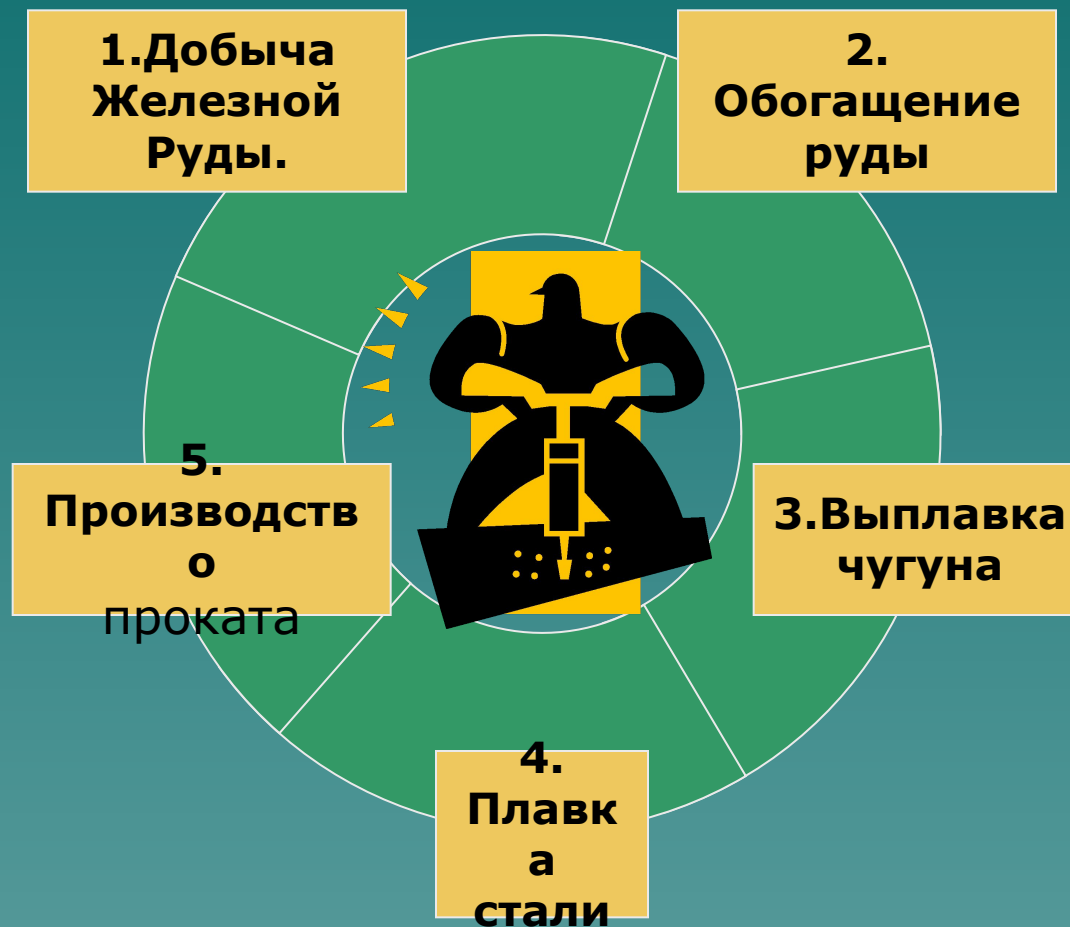 1.Добыча
Железной
Руды.
2.
Обогащение
руды
3.Выплавка
чугуна
4.
Плавк
а
стали
5.
Производств
о
проката